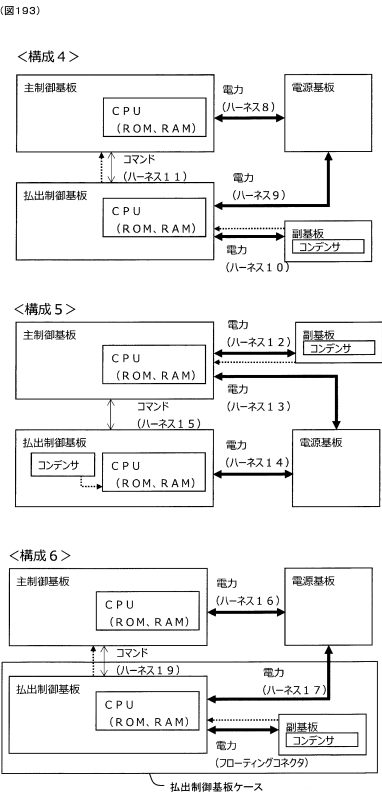 （図193）
＜構成４＞
主制御基板
ＣＰＵ
（ＲＯＭ、ＲＡＭ）
電力
（ハーネス８）
電源基板
コマンド
（ハーネス１１）
電力
（ハーネス９）
払出制御基板
ＣＰＵ
（ＲＯＭ、ＲＡＭ）
副基板
コンデンサ
電力
（ハーネス１０）
＜構成５＞
主制御基板
ＣＰＵ
（ＲＯＭ、ＲＡＭ）
電力
（ハーネス１２）
副基板
コンデンサ
電力
（ハーネス１３）
コマンド
（ハーネス１５）
払出制御基板
コンデンサ
ＣＰＵ
（ＲＯＭ、ＲＡＭ）
電力
（ハーネス１４）
電源基板
＜構成６＞
主制御基板
ＣＰＵ
（ＲＯＭ、ＲＡＭ）
電力
（ハーネス１６）
電源基板
コマンド
（ハーネス１９）
電力
（ハーネス１７）
払出制御基板
ＣＰＵ
（ＲＯＭ、ＲＡＭ）
副基板
コンデンサ
電力
（フローティングコネクタ）
払出制御基板ケース